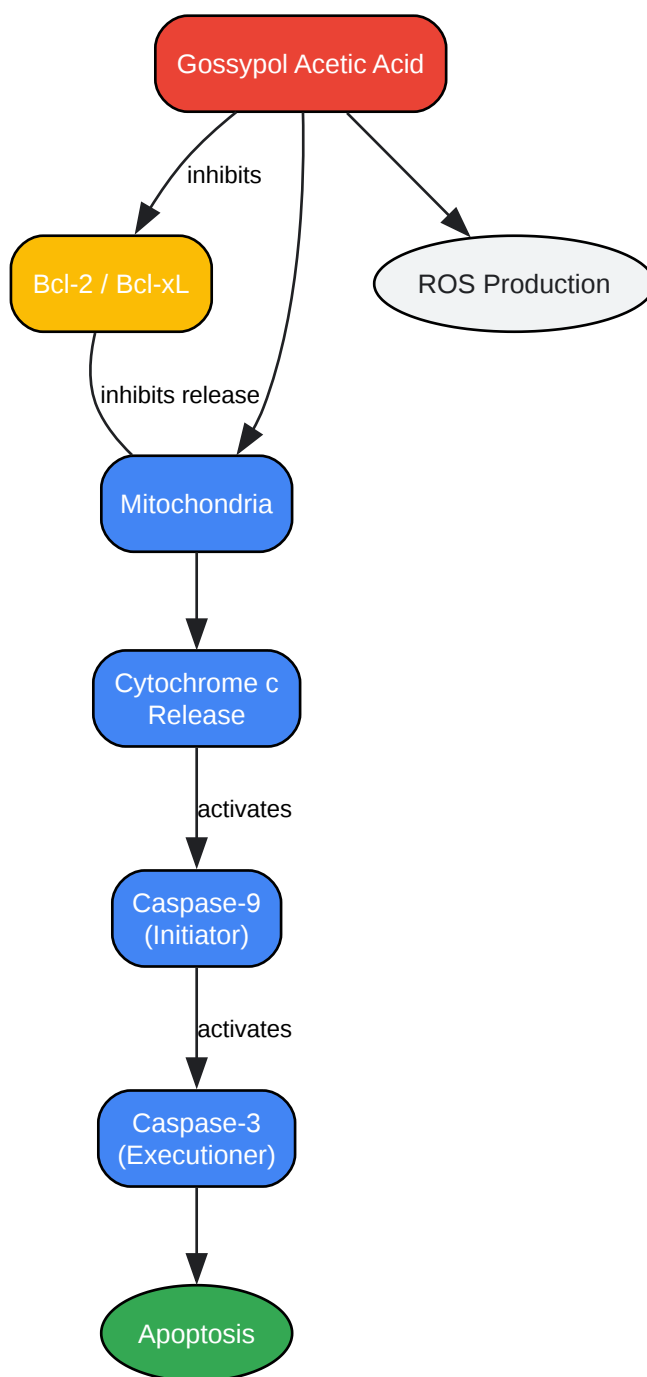 Gossypol Acetic Acid
inhibits
Bcl-2 / Bcl-xL
ROS Production
inhibits release
Mitochondria
Cytochrome c
Release
activates
Caspase-9
(Initiator)
activates
Caspase-3
(Executioner)
Apoptosis